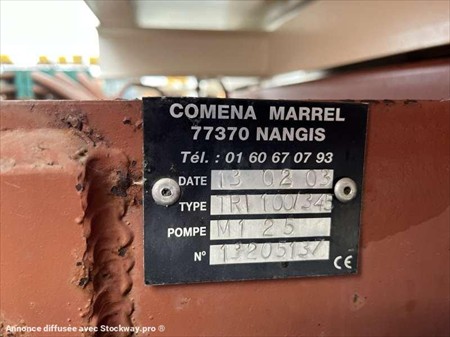 COMENA MARREL
77370 NANGIS
Tél. : 01 60 67 07 93
DATE 13 02 03
TYPE TRI 100/345
POMPE M1 25
N° 13205137
CE
Annonce diffusée avec Stockway.pro ®